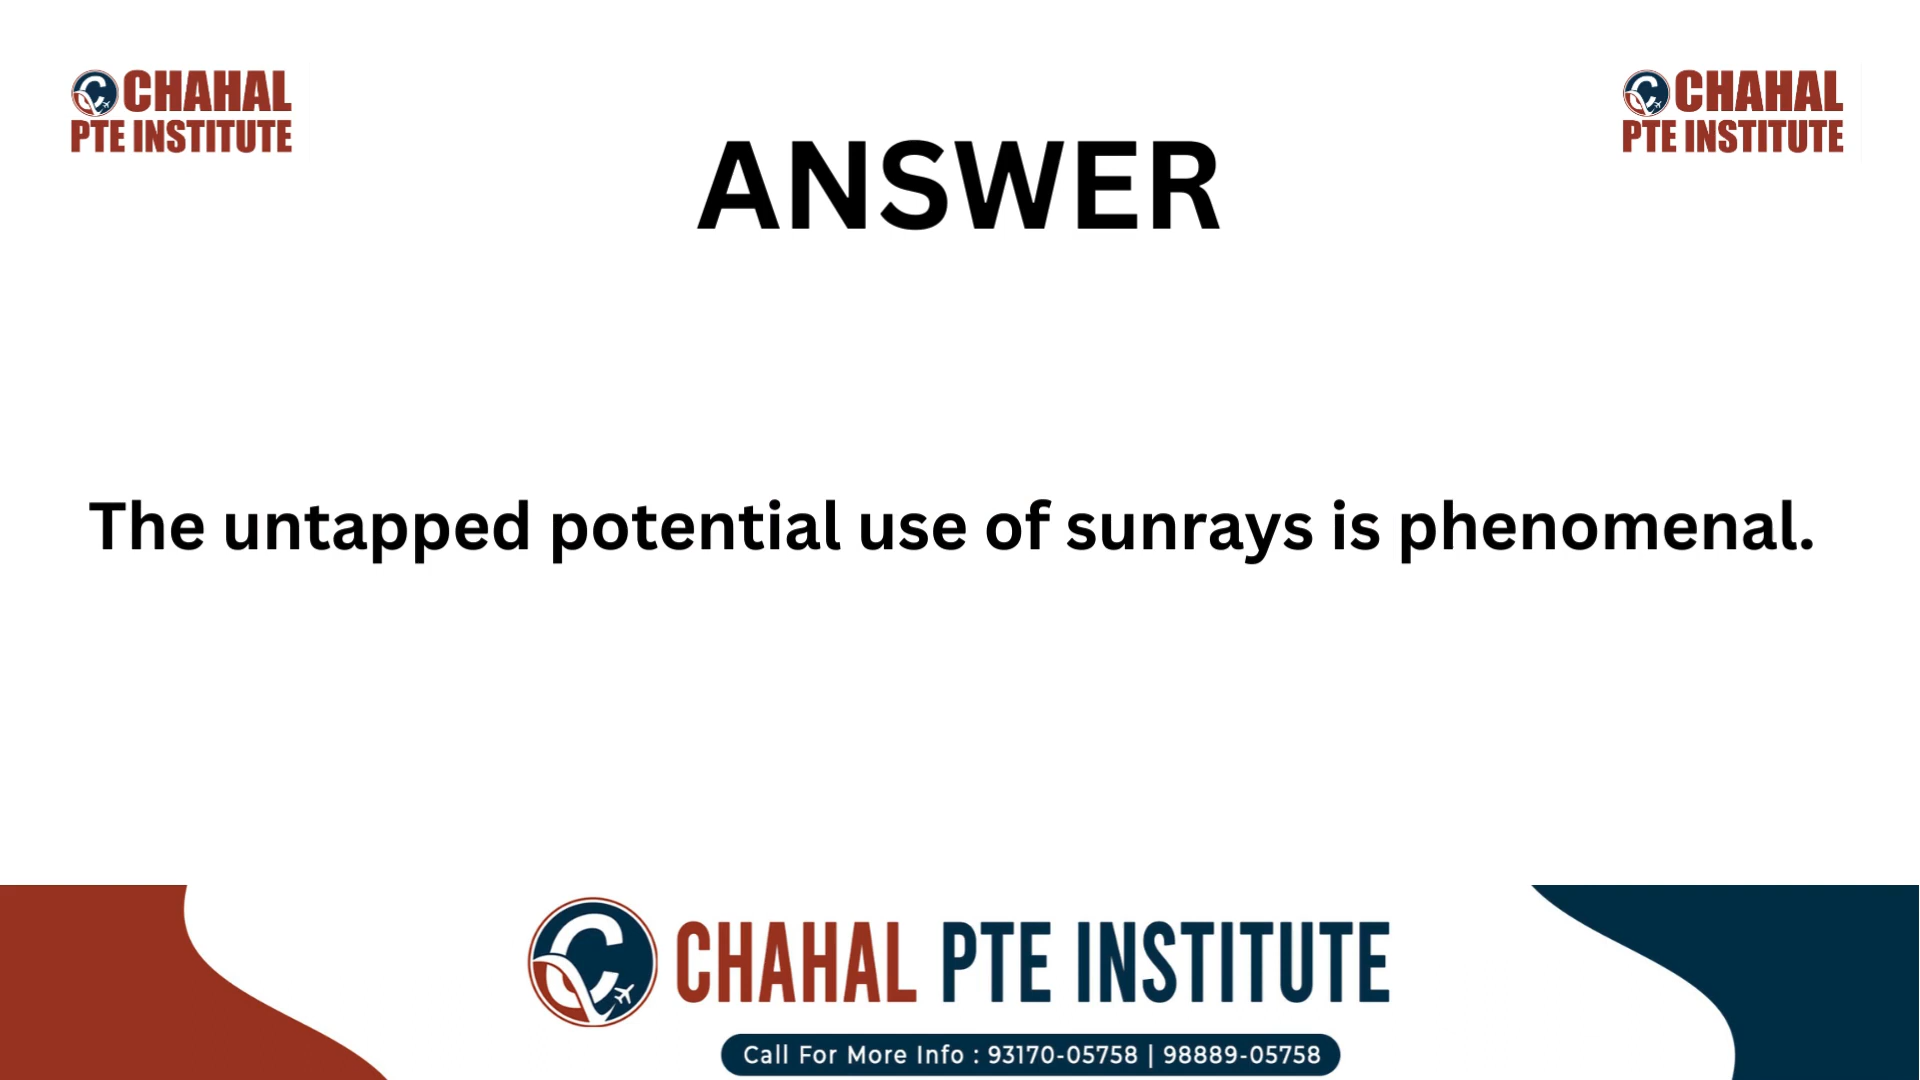 CHAHAL
PTE INSTITUTE
CHAHAL
PTE INSTITUTE
ANSWER
The untapped potential use of sunrays is phenomenal.
CHAHAL PTE INSTITUTE
Call For More Info : 93170-05758 | 98889-05758